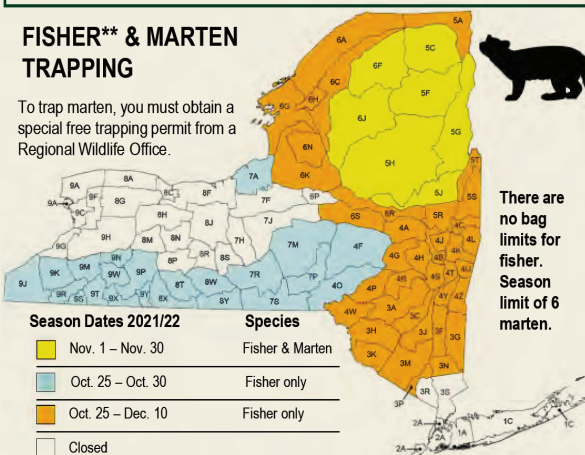 FISHER** & MARTEN
TRAPPING
To trap marten, you must obtain a
special free trapping permit from a
Regional Wildlife Office.
There are
no bag
limits for
fisher.
Season
limit of 6
marten.
5A
6A
5C
6F
6C
5F
6G
6H
6J
5G
6N
5H
5T
7A
6K
5J
5S
9A
8A
9F
8C
8F
7F
6P
9A
9C
8G
6S
5R
8H
8J
7J
4A
4C
4L
9G
9H
8M
8N
7H
7M
4F
4J
8P
8R
8S
4G
4H
4B
4K
4U
9N
9M
9K
9W
9P
7R
7P
4O
4P
4R
4S
4T
9J
9R
9S
9T
9X
9Y
8X
8T
8W
8Y
7S
4W
3A
3C
4Y
4Z
3H
3J
3F
3G
3K
3M
3N
3P
3R
3S
2A
2A
2A
1A
1C
1C
Season Dates 2021/22 Species
Nov. 1 – Nov. 30 Fisher & Marten
Oct. 25 – Oct. 30 Fisher only
Oct. 25 – Dec. 10 Fisher only
Closed